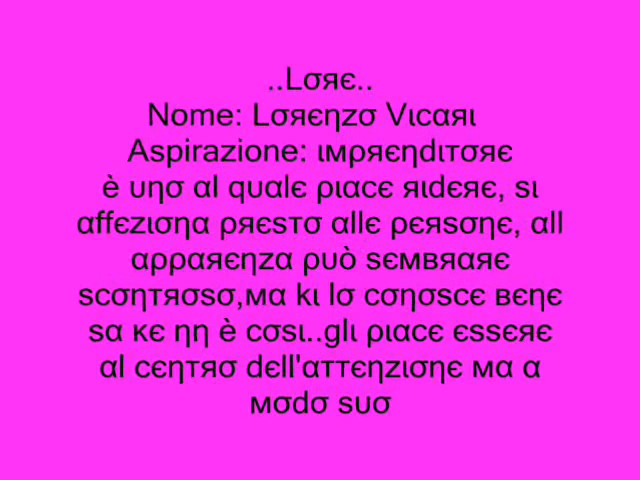 ..Lσяє..
Nome: Lσяєηzσ Vιcαяι
Aspirazione: ιмρяєηdιтσяє
è υησ αl quαlє ριαcє яιdєяє, sι
αffєzισηα ρяєsтσ αllє ρєяsσηє, αll
αρραяєηzα ρυò sємвяαяє
scσηтяσsσ,мα kι lσ cσησscє вєηє
sα кє ηη è cσsι..glι ριαcє єssєяє
αl cєηтяσ dєll'αттєηzισηє мα α
мσdσ sυσ